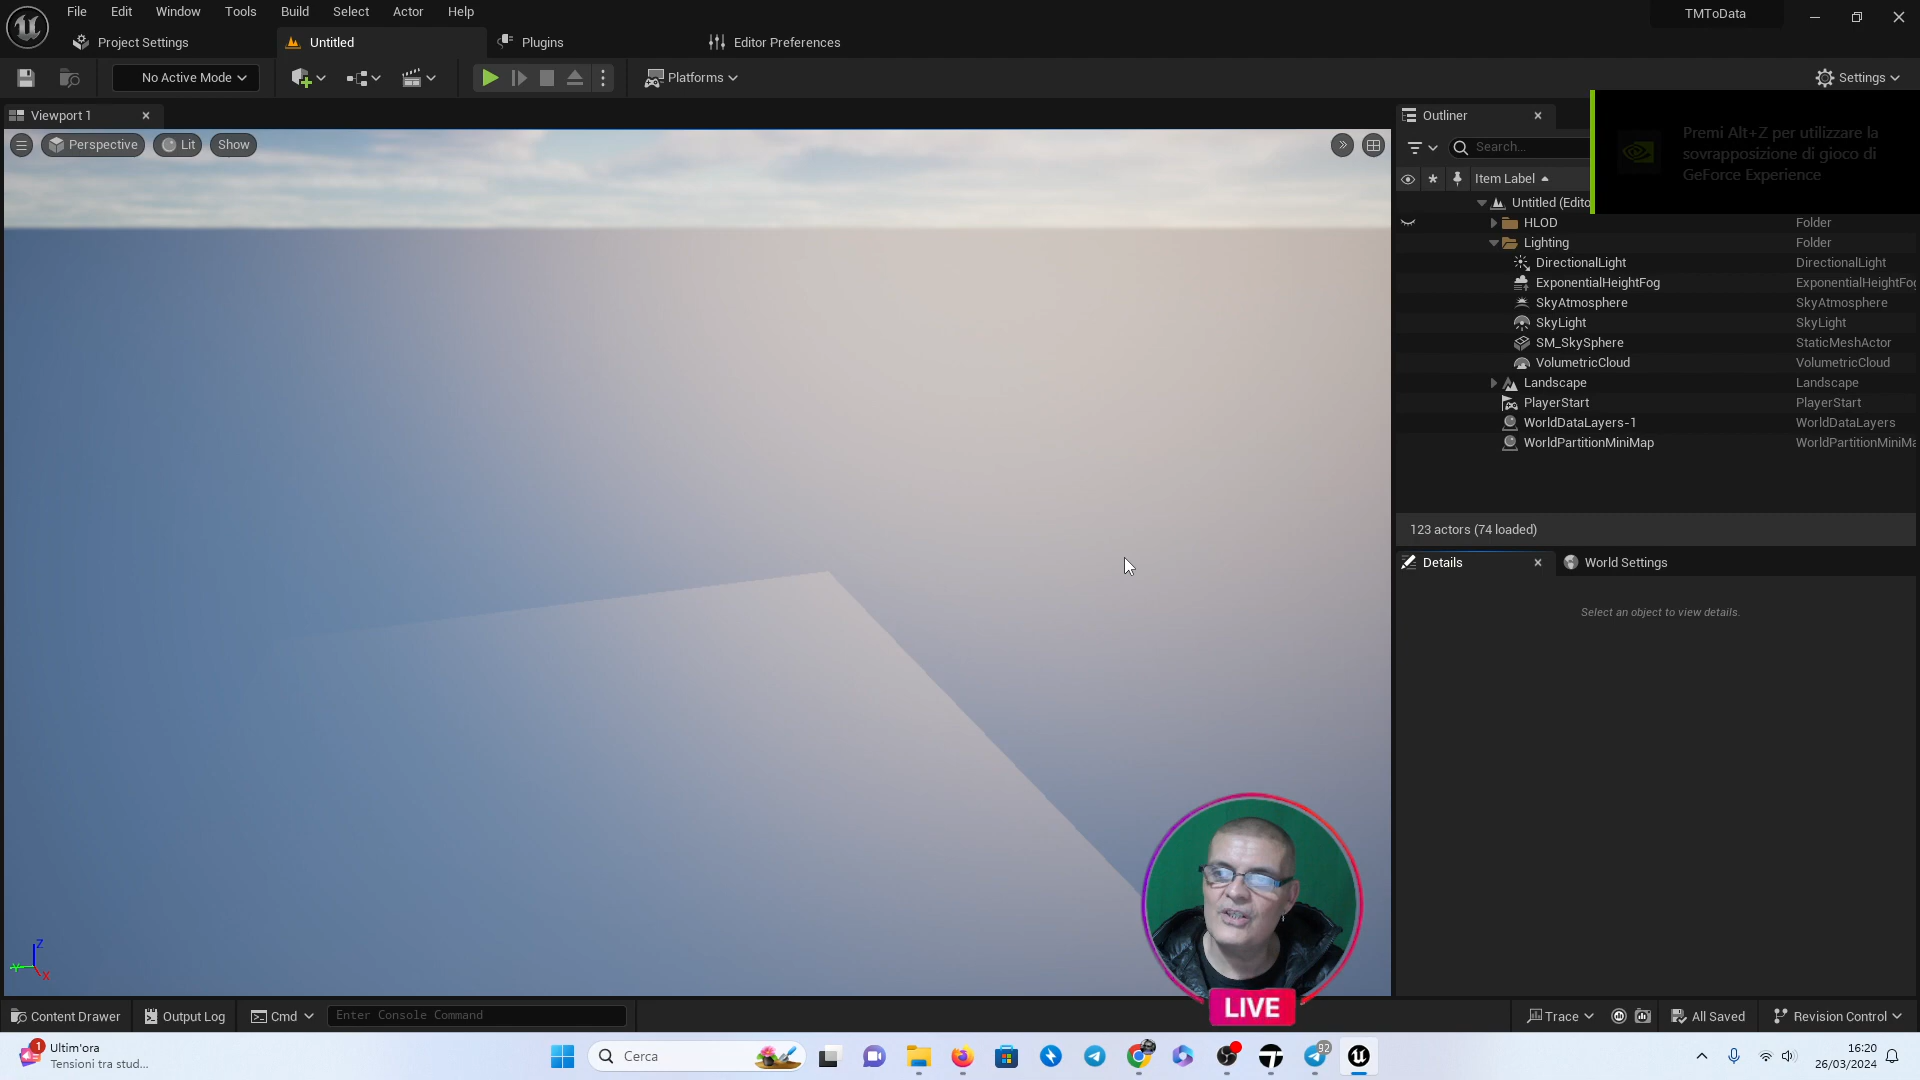 File Edit Window Tools Build Select Actor Help
TMToData
Project Settings
Untitled
Plugins
Editor Preferences
No Active Mode
Platforms
Settings
Viewport 1
Outliner
Perspective Lit Show
Search...
Premi Alt+Z per utilizzare la
sovrapposizione di gioco di
GeForce Experience
Item Label
Untitled (Edito
HLOD Folder
Lighting Folder
DirectionalLight DirectionalLight
ExponentialHeightFog ExponentialHeightFog
SkyAtmosphere SkyAtmosphere
SkyLight SkyLight
SM_SkySphere StaticMeshActor
VolumetricCloud VolumetricCloud
Landscape Landscape
PlayerStart PlayerStart
WorldDataLayers-1 WorldDataLayers
WorldPartitionMiniMap WorldPartitionMiniMa
123 actors (74 loaded)
Details
World Settings
Select an object to view details.
Z
Y
X
LIVE
Content Drawer
Output Log
Cmd
Enter Console Command
Trace
All Saved
Revision Control
1
Ultim'ora
Tensioni tra stud...
Cerca
92
16:20
26/03/2024